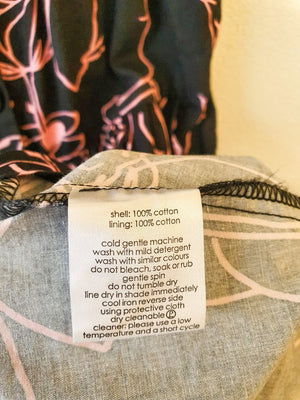 shell: 100% cotton
lining: 100% cotton
cold gentle machine
wash with mild detergent
wash with similar colours
do not bleach, soak or rub
gentle spin
do not tumble dry
line dry in shade immediately
cool iron reverse side
using protective cloth
dry cleanable Ⓟ
cleaner: please use a low
temperature and a short cycle